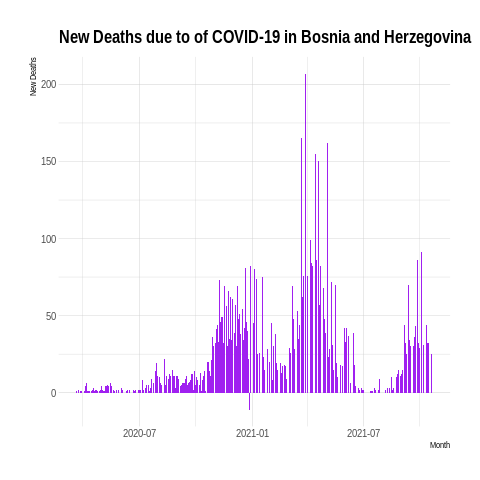 New Deaths due to of COVID-19 in Bosnia and Herzegovina
New Deaths
200
150
100
50
0
2020-07
2021-01
2021-07
Month